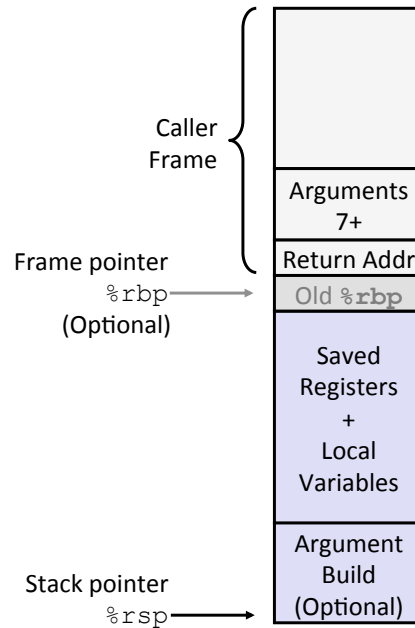 Caller
Frame
Arguments
7+
Return Addr
Frame pointer
%rbp
(Optional)
Old %rbp
Saved
Registers
+
Local
Variables
Argument
Build
(Optional)
Stack pointer
%rsp